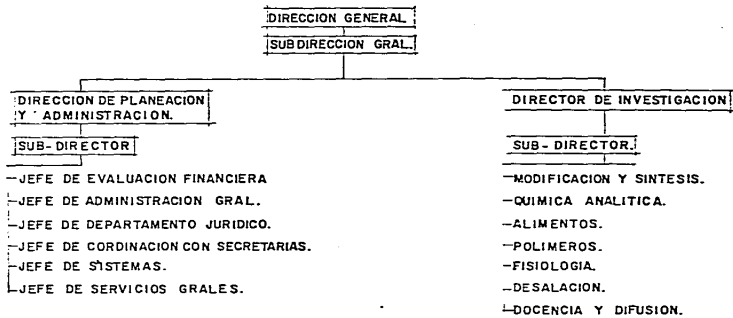 DIRECCION GENERAL
SUBDIRECCION GRAL.
DIRECCION DE PLANEACION
Y ADMINISTRACION.
SUB-DIRECTOR
-JEFE DE EVALUACION FINANCIERA
-JEFE DE ADMINISTRACION GRAL.
-JEFE DE DEPARTAMENTO JURIDICO.
-JEFE DE CORDINACION CON SECRETARIAS.
-JEFE DE SISTEMAS.
-JEFE DE SERVICIOS GRALES.
DIRECTOR DE INVESTIGACION
SUB-DIRECTOR.
-MODIFICACION Y SINTESIS.
-QUIMICA ANALITICA.
-ALIMENTOS.
-POLIMEROS.
-FISIOLOGIA.
-DESALACION.
-DOCENCIA Y DIFUSION.